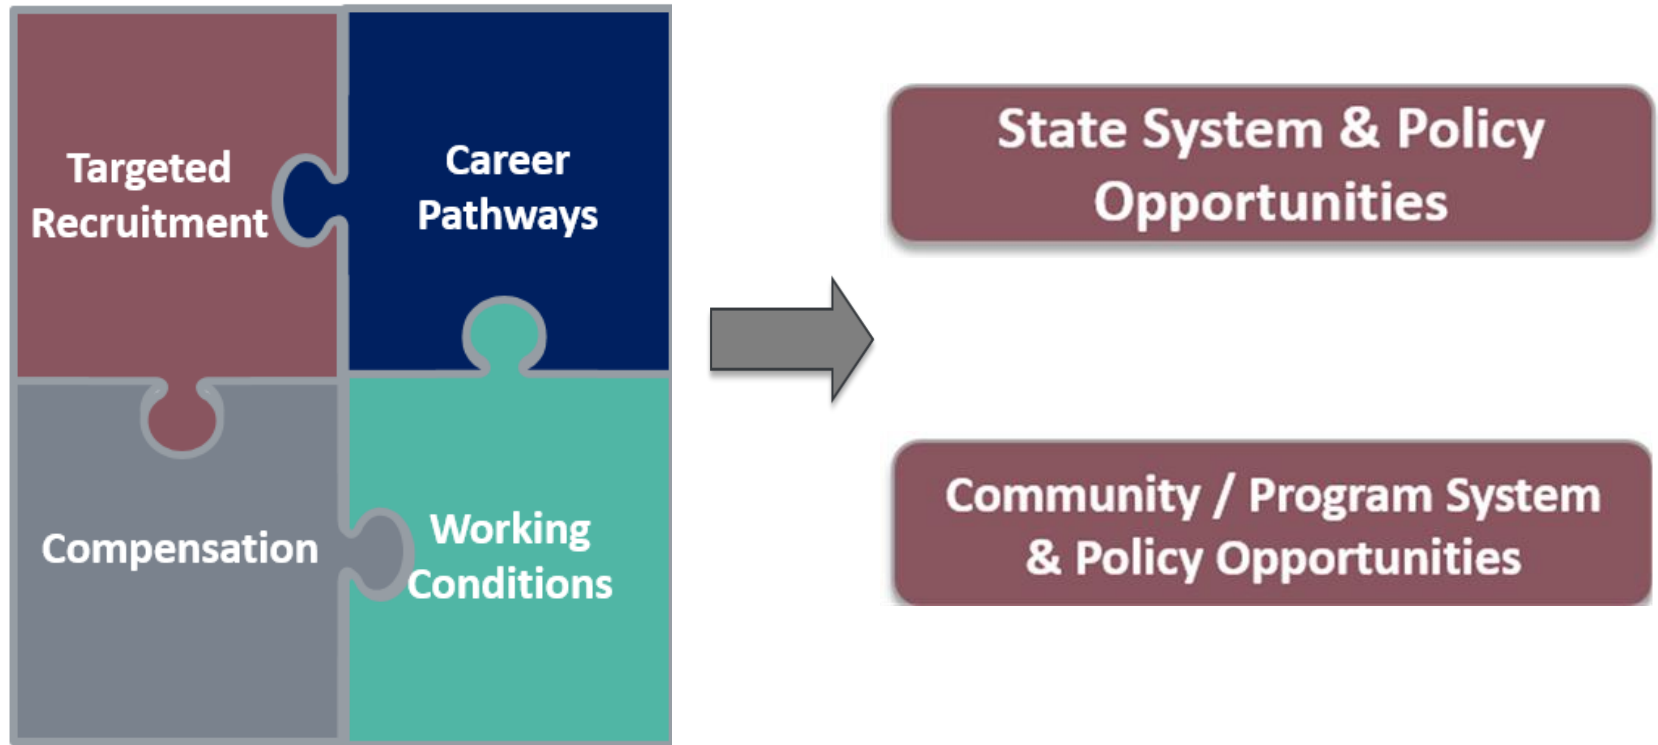 Targeted
Recruitment
Career
Pathways
Compensation
Working
Conditions
State System & Policy
Opportunities
Community / Program System
& Policy Opportunities